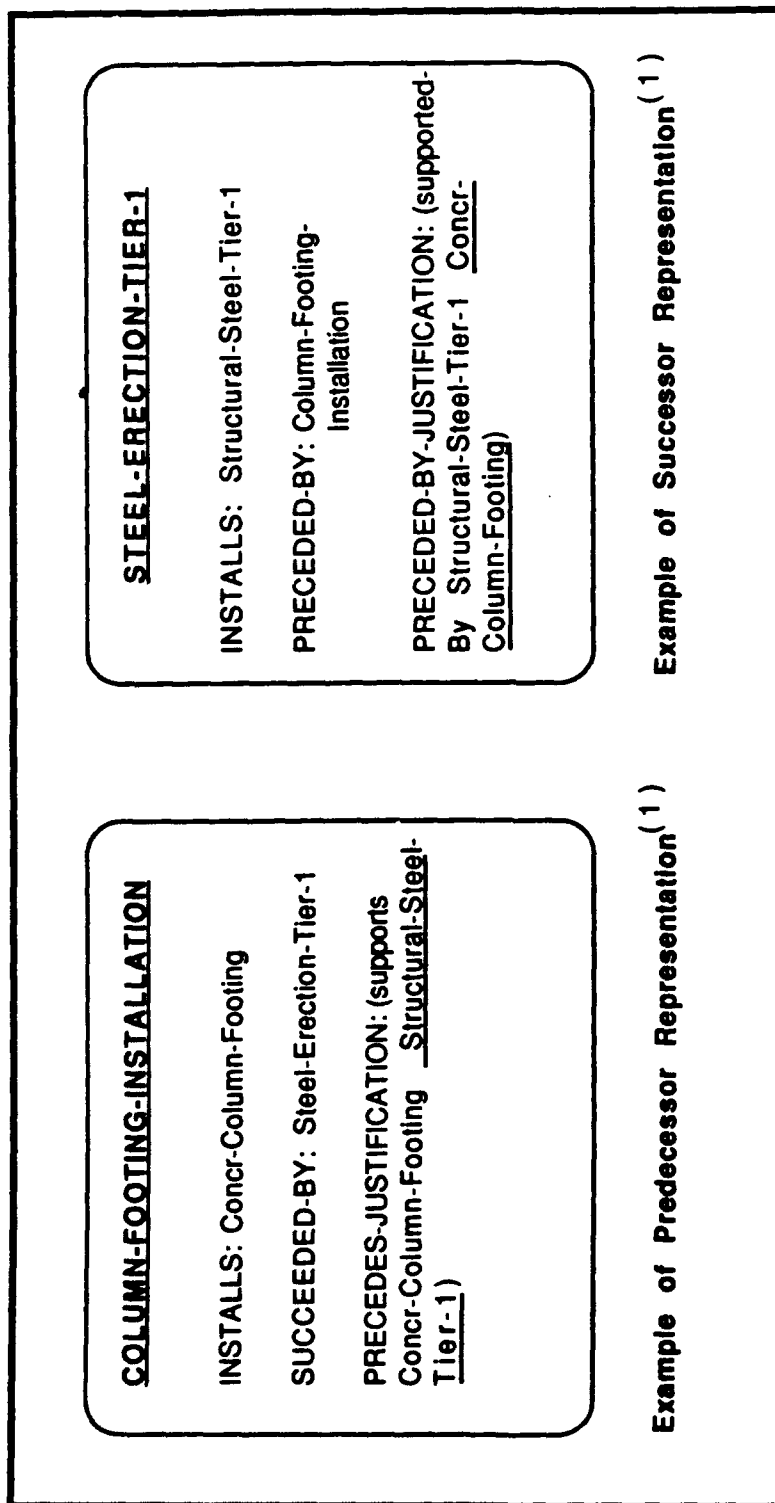 COLUMN-FOOTING-INSTALLATION
INSTALLS: Concr-Column-Footing
SUCCEEDED-BY: Steel-Erection-Tier-1
PRECEDES-JUSTIFICATION: (supports
Concr-Column-Footing Structural-Steel-
Tier-1)
Example of Predecessor Representation(1)
STEEL-ERECTION-TIER-1
INSTALLS: Structural-Steel-Tier-1
PRECEDED-BY: Column-Footing-
Installation
PRECEDED-BY-JUSTIFICATION: (supported-
By Structural-Steel-Tier-1 Concr-
Column-Footing)
Example of Successor Representation(1)